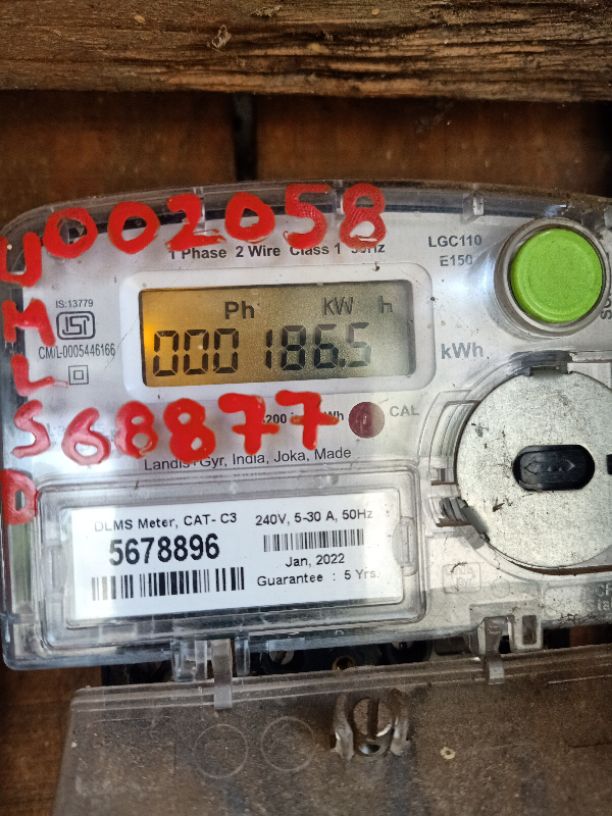 U002058
M
L
S 68877
D
1 Phase 2 Wire Class 1 50Hz
LGC110
E150
IS:13779
ISI
CM/L-0005446166
Ph KW h
000186.5
kWh
CAL
Landis+Gyr, India, Joka, Made
DLMS Meter, CAT- C3
240V, 5-30 A, 50Hz
5678896
Jan, 2022
Guarantee : 5 Yrs.